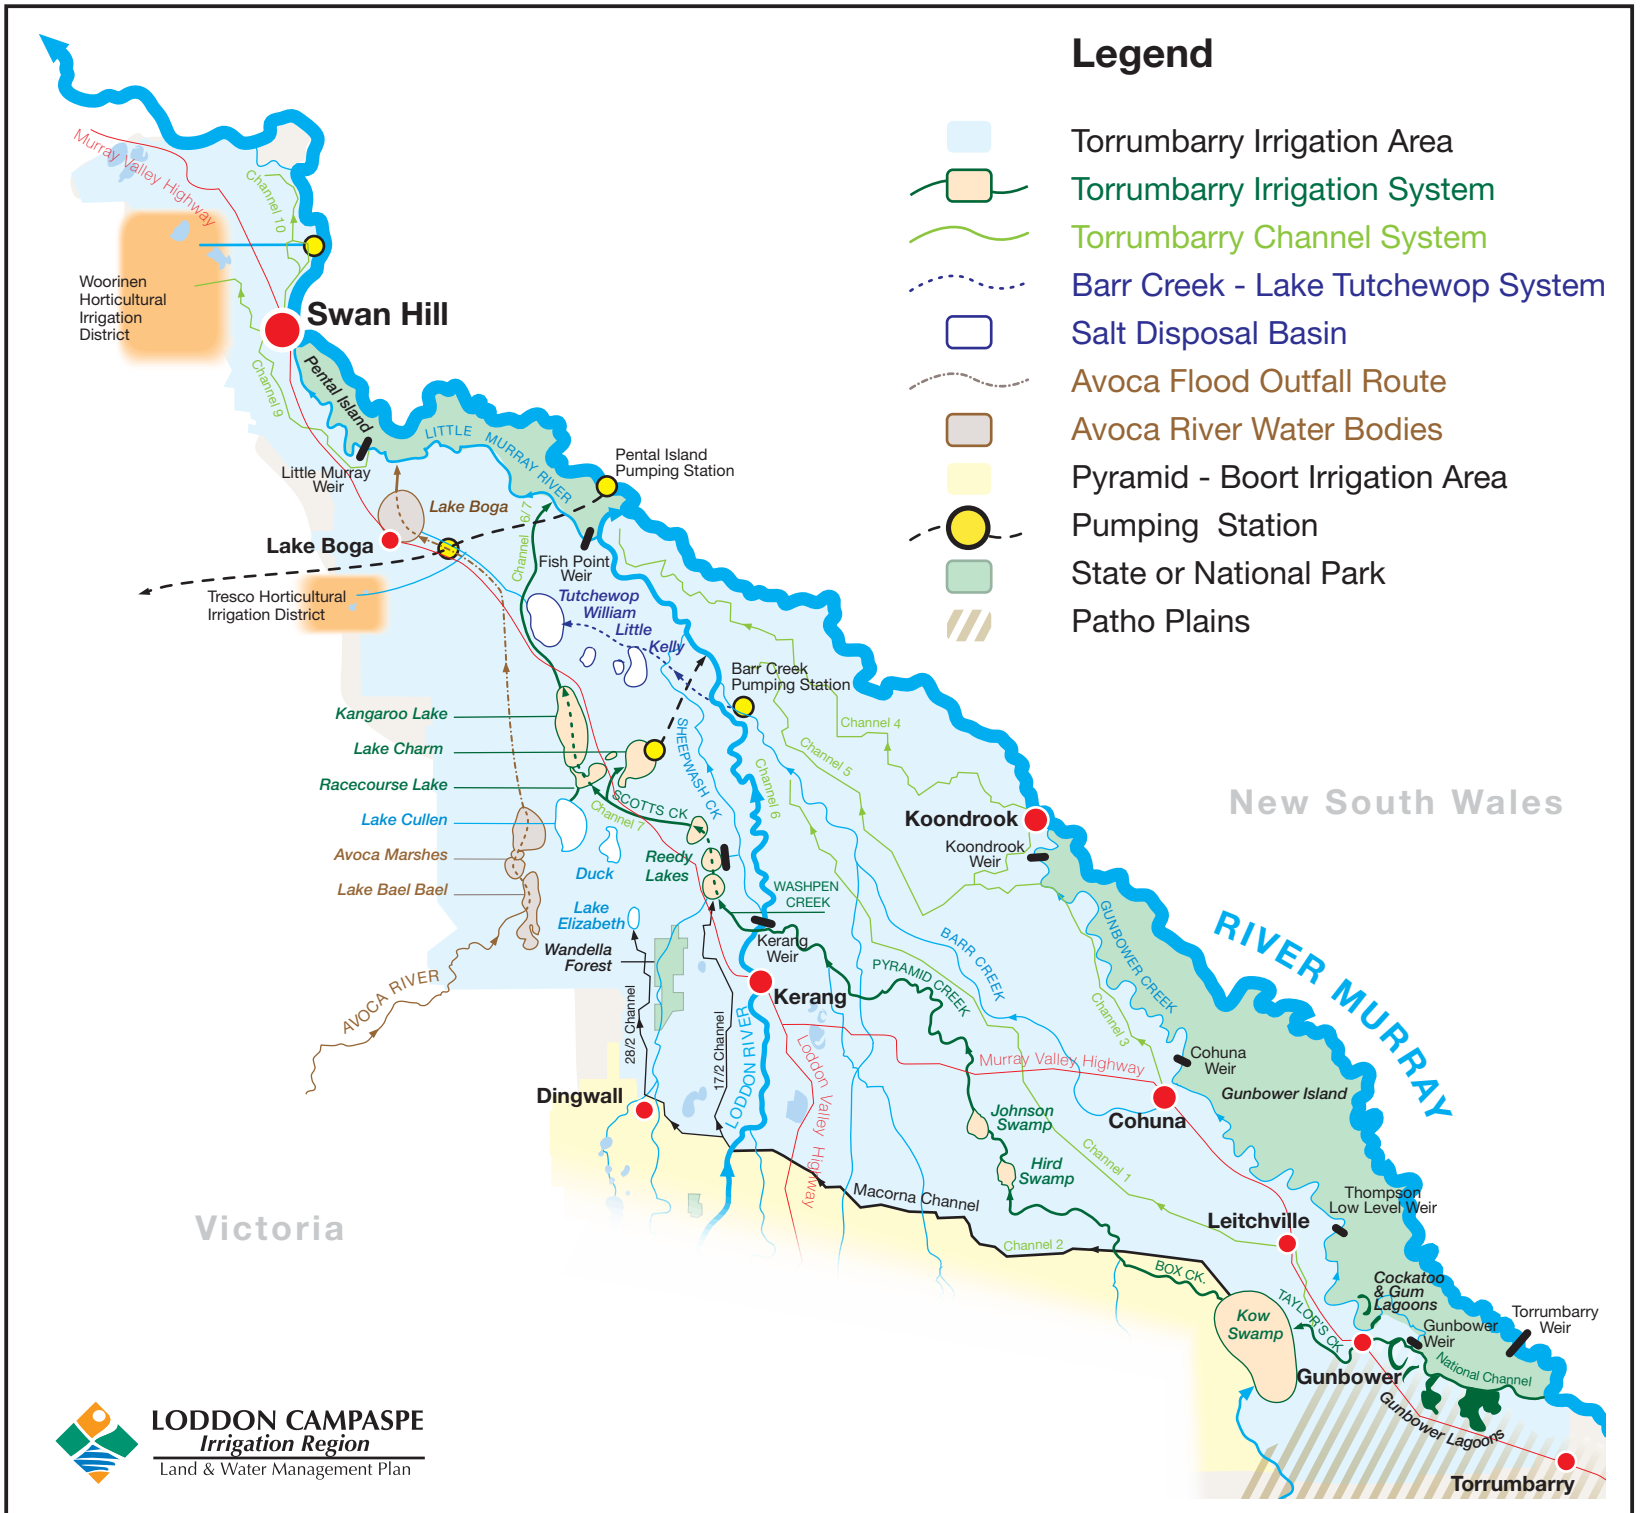 Legend
Torrumbarry Irrigation Area
Torrumbarry Irrigation System
Torrumbarry Channel System
Barr Creek - Lake Tutchewop System
Salt Disposal Basin
Avoca Flood Outfall Route
Avoca River Water Bodies
Pyramid - Boort Irrigation Area
Pumping Station
State or National Park
Patho Plains
Murray Valley Highway
Channel 10
Woorinen
Horticultural
Irrigation
District
Swan Hill
Channel 9
Pental Island
LITTLE MURRAY RIVER
Little Murray
Weir
Pental Island
Pumping Station
Lake Boga
Lake Boga
Channel 6/7
Fish Point
Weir
Tresco Horticultural
Irrigation District
Tutchewop
William
Little
Kelly
Barr Creek
Pumping Station
Kangaroo Lake
Lake Charm
Racecourse Lake
Lake Cullen
Avoca Marshes
Lake Bael Bael
SHEEPWASH CK
SCOTTS CK
Channel 7
Channel 6
Channel 5
Channel 4
New South Wales
Koondrook
Koondrook
Weir
Duck
Reedy
Lakes
WASHPEN
CREEK
Lake
Elizabeth
Wandella
Forest
Kerang
Weir
Kerang
AVOCA RIVER
28/2 Channel
17/2 Channel
LODDON RIVER
Loddon Valley Highway
PYRAMID CREEK
BARR CREEK
GUNBOWER CREEK
Channel 3
RIVER MURRAY
Murray Valley Highway
Cohuna
Weir
Gunbower Island
Cohuna
Dingwall
Johnson
Swamp
Hird
Swamp
Channel 1
Macorna Channel
Channel 2
Victoria
Thompson
Low Level Weir
Leitchville
BOX CK.
TAYLOR'S CK
Kow
Swamp
Cockatoo
& Gum
Lagoons
Gunbower
Weir
Torrumbarry
Weir
National Channel
Gunbower
Gunbower Lagoons
Torrumbarry
LODDON CAMPASPE
Irrigation Region
Land & Water Management Plan